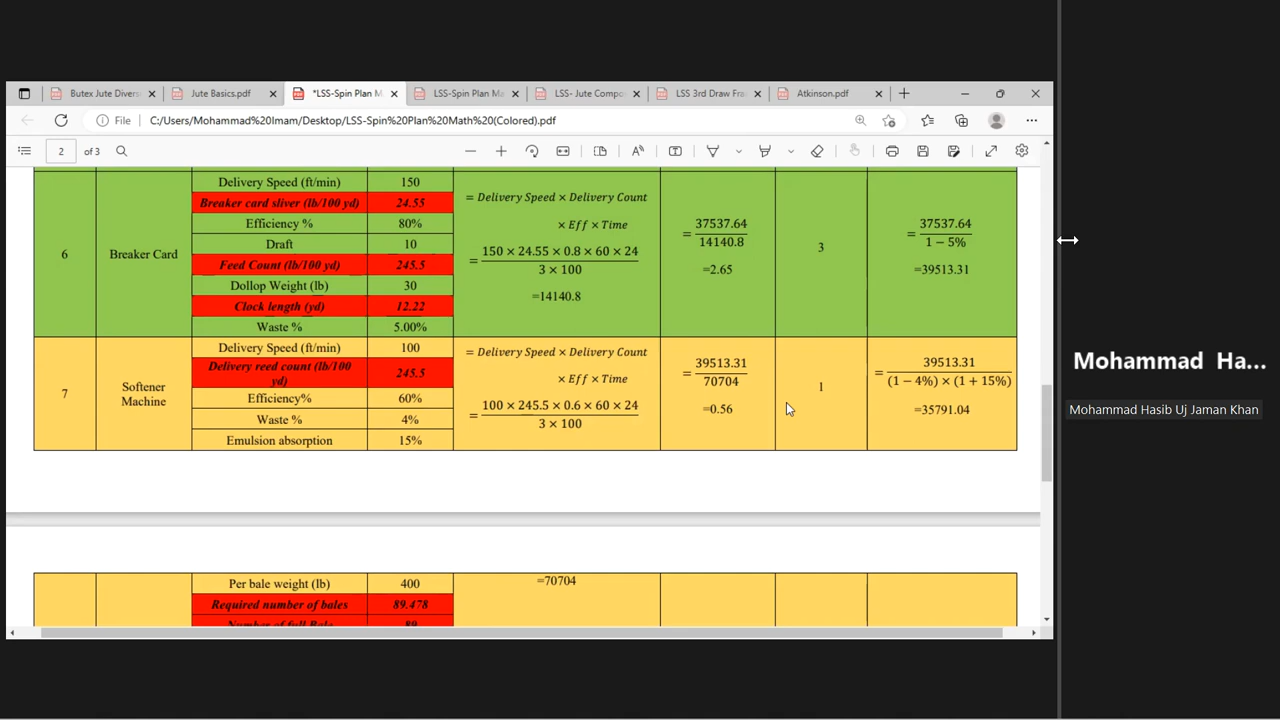 Butex Jute Divers
Jute Basics.pdf
*LSS-Spin Plan M
LSS-Spin Plan Ma
LSS- Jute Compo
LSS 3rd Draw Fra
Atkinson.pdf
File
C:/Users/Mohammad%20Imam/Desktop/LSS-Spin%20Plan%20Math%20(Colored).pdf
2 of 3
6
Breaker Card
Delivery Speed (ft/min) 150
Breaker card sliver (lb/100 yd) 24.55
Efficiency % 80%
Draft 10
Feed Count (lb/100 yd) 245.5
Dollop Weight (lb) 30
Clock length (yd) 12.22
Waste % 5.00%
= Delivery Speed × Delivery Count
× Eff × Time
= 150 × 24.55 × 0.8 × 60 × 24
3 × 100
=14140.8
= 37537.64
14140.8
=2.65
3
= 37537.64
1 − 5%
=39513.31
7
Softener
Machine
Delivery Speed (ft/min) 100
Delivery reed count (lb/100
yd) 245.5
Efficiency% 60%
Waste % 4%
Emulsion absorption 15%
= Delivery Speed × Delivery Count
× Eff × Time
= 100 × 245.5 × 0.6 × 60 × 24
3 × 100
= 39513.31
70704
=0.56
1
= 39513.31
(1 − 4%) × (1 + 15%)
=35791.04
Per bale weight (lb) 400
Required number of bales 89.478
Number of full Bale 89
=70704
Mohammad Ha...
Mohammad Hasib Uj Jaman Khan